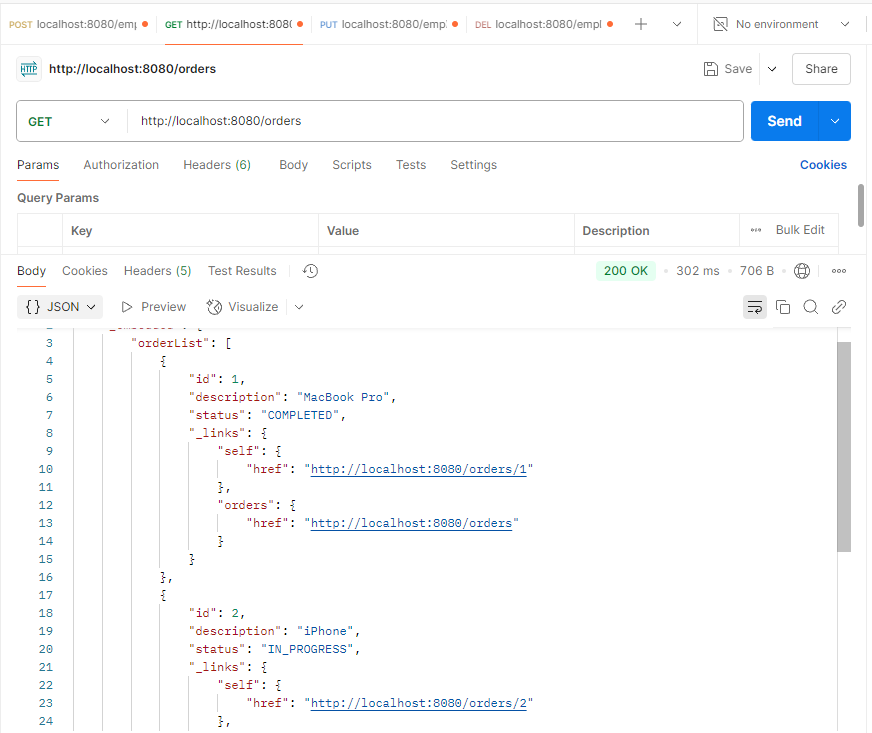 POST http://localhost:8080/emp GET http://localhost:8080 PUT http://localhost:8080/emp DEL http://localhost:8080/empl No environment
HTTP http://localhost:8080/orders Save Share
GET http://localhost:8080/orders Send
Params Authorization Headers (6) Body Scripts Tests Settings Cookies
Query Params
Key Value Description Bulk Edit
Body Cookies Headers (5) Test Results 200 OK 302 ms 706 B
{} JSON Preview Visualize
3 "orderList": [
4 {
5 "id": 1,
6 "description": "MacBook Pro",
7 "status": "COMPLETED",
8 "_links": {
9 "self": {
10 "href": "http://localhost:8080/orders/1"
11 },
12 "orders": {
13 "href": "http://localhost:8080/orders"
14 }
15 }
16 },
17 {
18 "id": 2,
19 "description": "iPhone",
20 "status": "IN_PROGRESS",
21 "_links": {
22 "self": {
23 "href": "http://localhost:8080/orders/2"
24 },